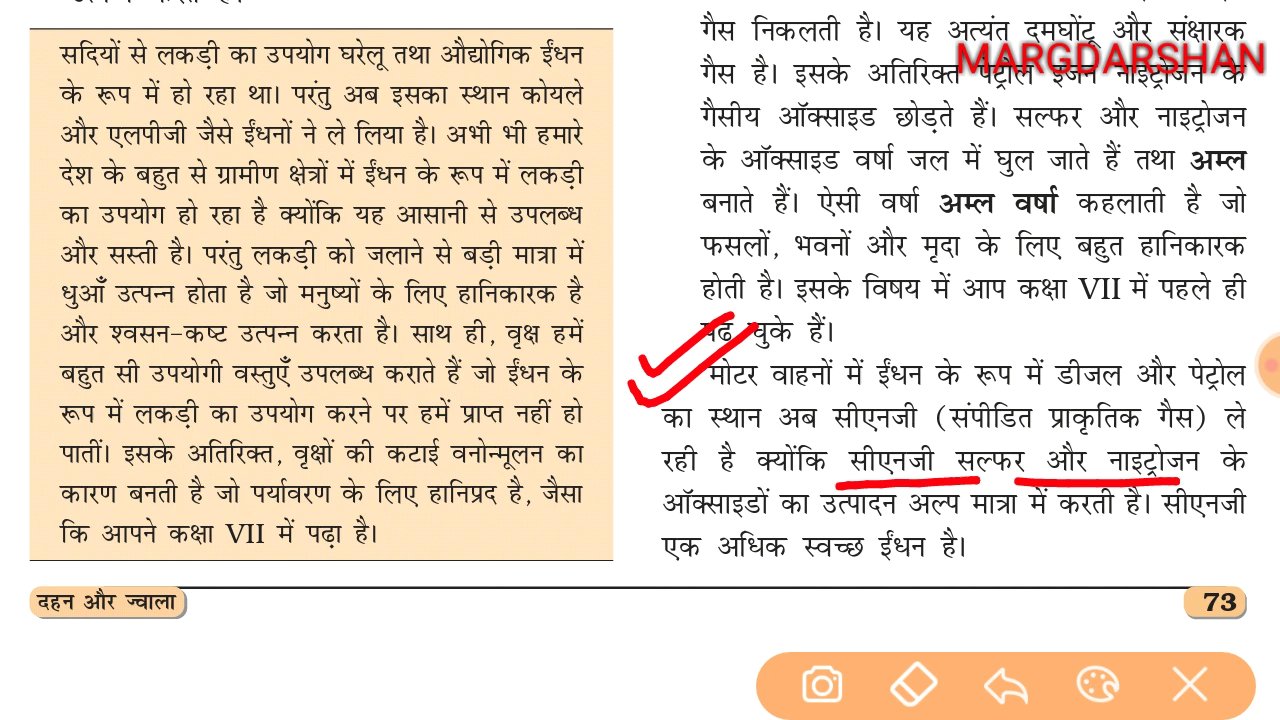 सदियों से लकड़ी का उपयोग घरेलू तथा औद्योगिक ईंधन
के रूप में हो रहा था। परंतु अब इसका स्थान कोयले
और एलपीजी जैसे ईंधनों ने ले लिया है। अभी भी हमारे
देश के बहुत से ग्रामीण क्षेत्रों में ईंधन के रूप में लकड़ी
का उपयोग हो रहा है क्योंकि यह आसानी से उपलब्ध
और सस्ती है। परंतु लकड़ी को जलाने से बड़ी मात्रा में
धुआँ उत्पन्न होता है जो मनुष्यों के लिए हानिकारक है
और श्वसन-कष्ट उत्पन्न करता है। साथ ही, वृक्ष हमें
बहुत सी उपयोगी वस्तुएँ उपलब्ध कराते हैं जो ईंधन के
रूप में लकड़ी का उपयोग करने पर हमें प्राप्त नहीं हो
पातीं। इसके अतिरिक्त, वृक्षों की कटाई वनोन्मूलन का
कारण बनती है जो पर्यावरण के लिए हानिप्रद है, जैसा
कि आपने कक्षा VII में पढ़ा है।
गैस निकलती है। यह अत्यंत दमघोंटू और संक्षारक
MARGDARSHAN
गैस है। इसके अतिरिक्त पेट्रोल इंजन नाइट्रोजन के
गैसीय ऑक्साइड छोड़ते हैं। सल्फर और नाइट्रोजन
के ऑक्साइड वर्षा जल में घुल जाते हैं तथा अम्ल
बनाते हैं। ऐसी वर्षा अम्ल वर्षा कहलाती है जो
फसलों, भवनों और मृदा के लिए बहुत हानिकारक
होती है। इसके विषय में आप कक्षा VII में पहले ही
पढ़ चुके हैं।
मोटर वाहनों में ईंधन के रूप में डीजल और पेट्रोल
का स्थान अब सीएनजी (संपीडित प्राकृतिक गैस) ले
रही है क्योंकि सीएनजी सल्फर और नाइट्रोजन के
ऑक्साइडों का उत्पादन अल्प मात्रा में करती है। सीएनजी
एक अधिक स्वच्छ ईंधन है।
दहन और ज्वाला
73